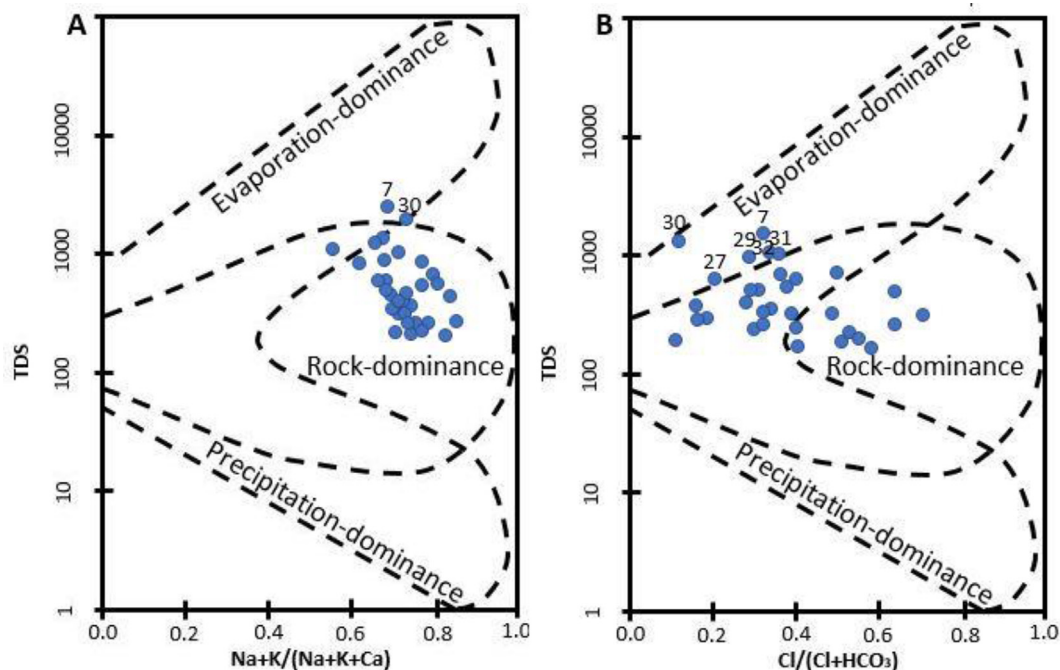 A
TDS
10000
1000
100
10
1
Evaporation-dominance
7
30
Rock-dominance
Precipitation-dominance
0.0 0.2 0.4 0.6 0.8 1.0
Na+K/(Na+K+Ca)
B
TDS
10000
1000
100
10
1
Evaporation-dominance
30
7
29 32 31
27
Rock-dominance
Precipitation-dominance
0.0 0.2 0.4 0.6 0.8 1.0
Cl/(Cl+HCO₃)